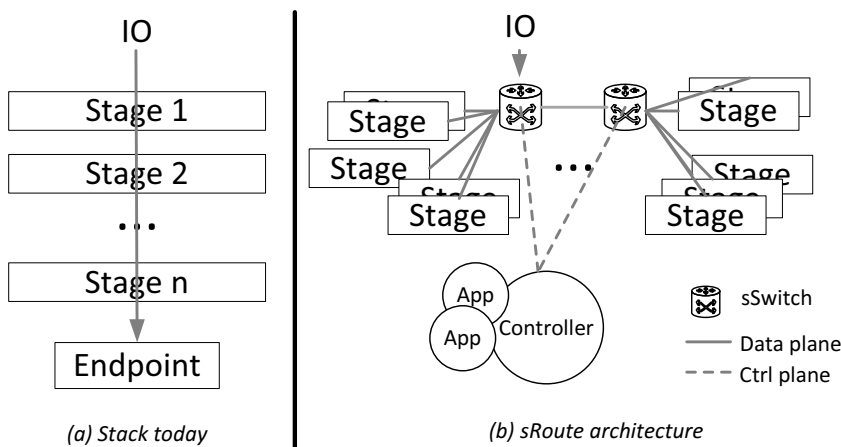 IO
Stage 1
Stage 2
...
Stage n
Endpoint
(a) Stack today
IO
Stage
Stage
Stage
Stage
...
Stage
Stage
Stage
Stage
App
App
Controller
sSwitch
Data plane
Ctrl plane
(b) sRoute architecture